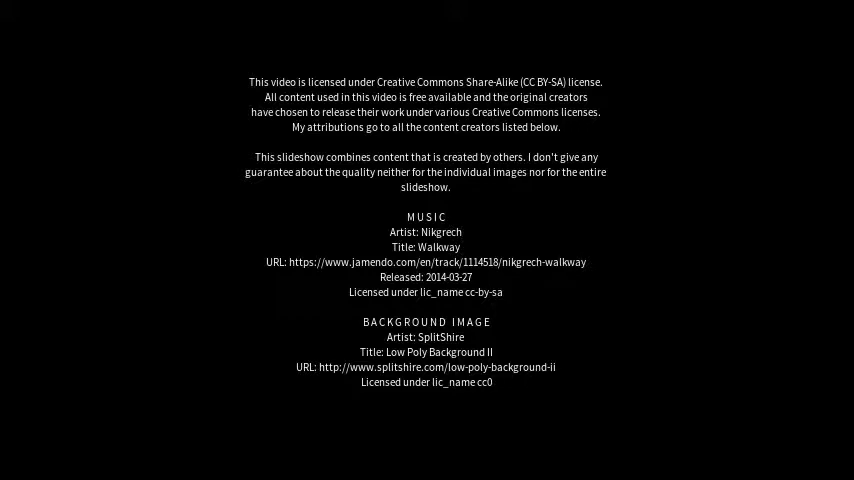 This video is licensed under Creative Commons Share-Alike (CC BY-SA) license.
All content used in this video is free available and the original creators
have chosen to release their work under various Creative Commons licenses.
My attributions go to all the content creators listed below.
This slideshow combines content that is created by others. I don't give any
guarantee about the quality neither for the individual images nor for the entire
slideshow.
MUSIC
Artist: Nikgrech
Title: Walkway
URL: https://www.jamendo.com/en/track/1114518/nikgrech-walkway
Released: 2014-03-27
Licensed under lic_name cc-by-sa
BACKGROUND IMAGE
Artist: SplitShire
Title: Low Poly Background II
URL: http://www.splitshire.com/low-poly-background-ii
Licensed under lic_name cc0